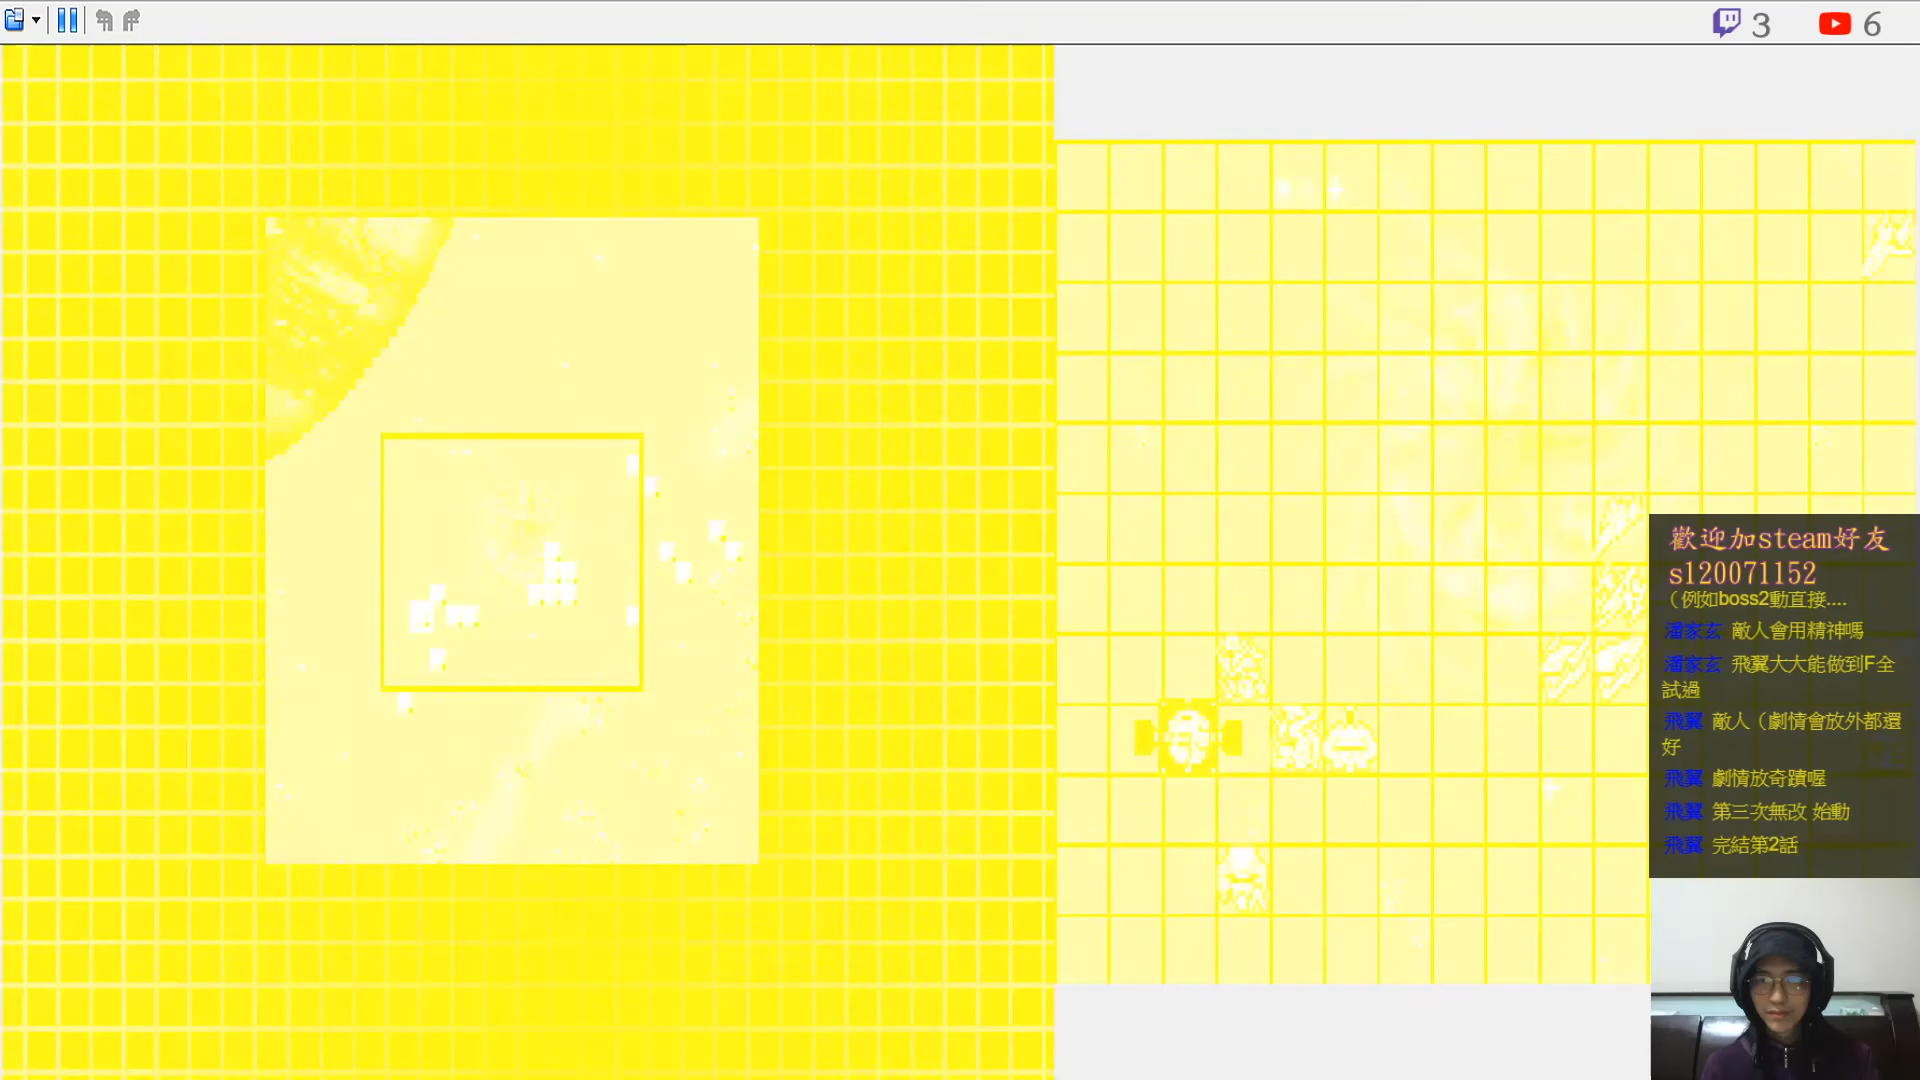 3
6
歡迎加steam好友
s120071152
（例如boss2動直接....
潘家玄 敵人會用精神嗎
潘家玄 飛翼大大能做到F全
試過
飛翼 敵人（劇情會放外都還
好
飛翼 劇情放奇蹟喔
飛翼 第三次無改 始動
飛翼 完結第2話